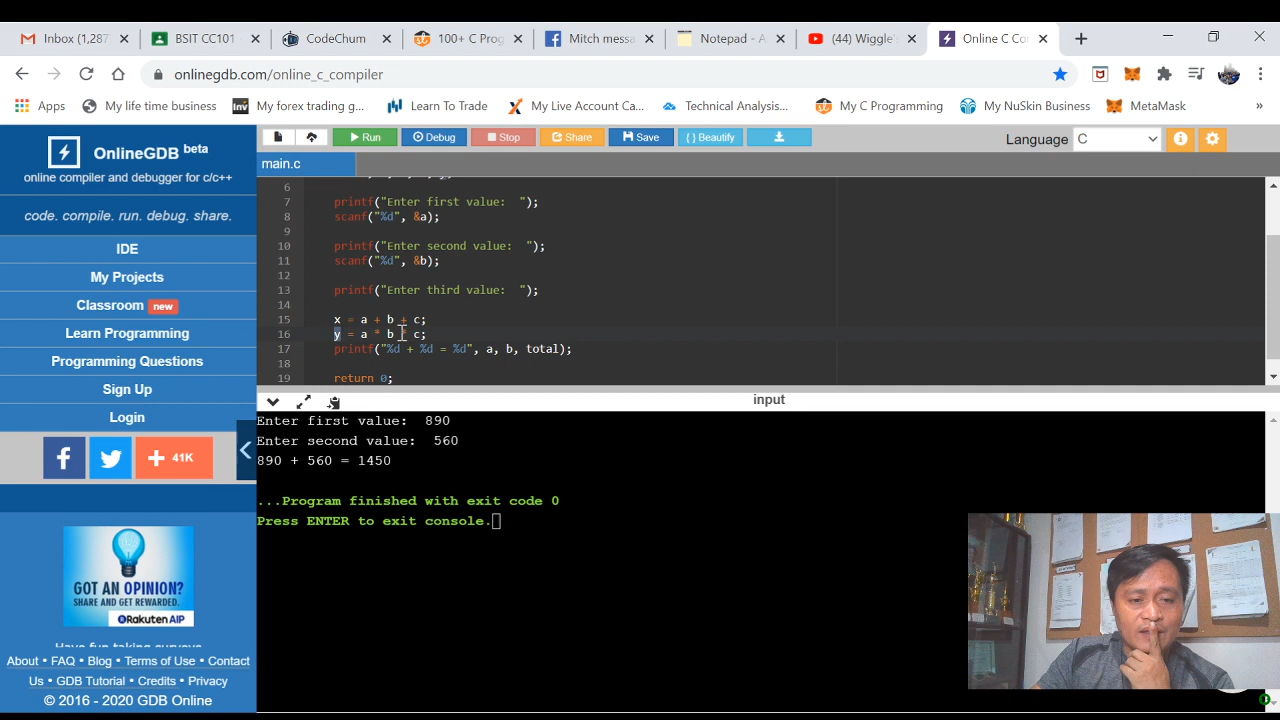 Inbox (1,287
BSIT CC101 -
CodeChum
100+ C Prog
Mitch messa
Notepad - A
(44) Wiggle's
Online C Co
onlinegdb.com/online_c_compiler
Apps
My life time business
My forex trading g...
Learn To Trade
My Live Account Ca...
Technical Analysis...
My C Programming
My NuSkin Business
MetaMask
»
OnlineGDB beta
online compiler and debugger for c/c++
code. compile. run. debug. share.
IDE
My Projects
Classroom new
Learn Programming
Programming Questions
Sign Up
Login
f
+ 41K
GOT AN OPINION?
SHARE AND GET REWARDED.
Rakuten AIP
About • FAQ • Blog • Terms of Use • Contact
Us • GDB Tutorial • Credits • Privacy
© 2016 - 2020 GDB Online
Run
Debug
Stop
Share
Save
{ } Beautify
Language C
main.c
6
7 printf("Enter first value:  ");
8 scanf("%d", &a);
9
10 printf("Enter second value:  ");
11 scanf("%d", &b);
12
13 printf("Enter third value:  ");
14
15 x = a + b + c;
16 y = a * b * c;
17 printf("%d + %d = %d", a, b, total);
18
19 return 0;
input
Enter first value:  890
Enter second value:  560
890 + 560 = 1450
...Program finished with exit code 0
Press ENTER to exit console.